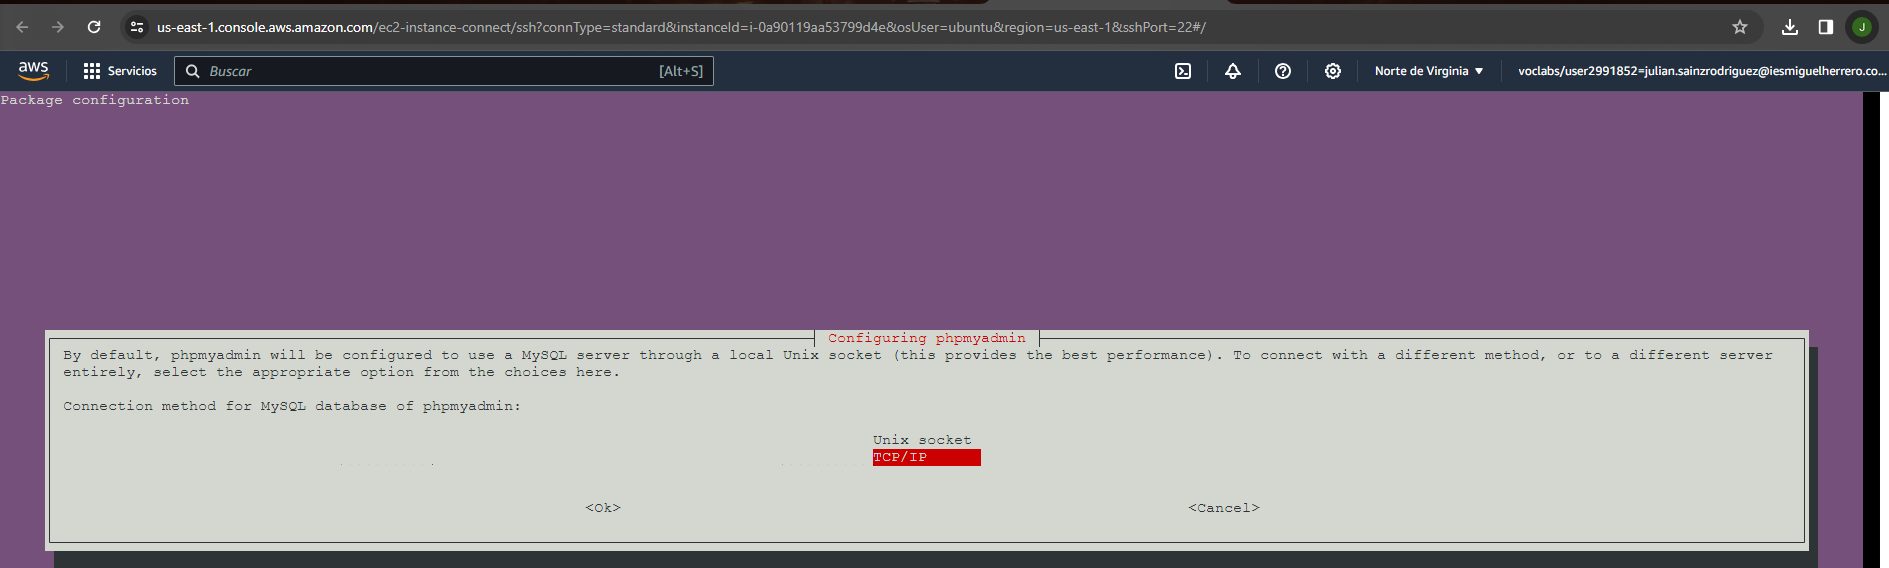 us-east-1.console.aws.amazon.com/ec2-instance-connect/ssh?connType=standard&instanceId=i-0a90119aa53799d4e&osUser=ubuntu&region=us-east-1&sshPort=22#/
J
aws
Servicios
Buscar
[Alt+S]
Norte de Virginia
voclabs/user2991852=julian.sainzrodriguez@iesmiguelherrero.co...
Package configuration
Configuring phpmyadmin
By default, phpmyadmin will be configured to use a MySQL server through a local Unix socket (this provides the best performance). To connect with a different method, or to a different server
entirely, select the appropriate option from the choices here.
Connection method for MySQL database of phpmyadmin:
Unix socket
TCP/IP
<Ok>
<Cancel>